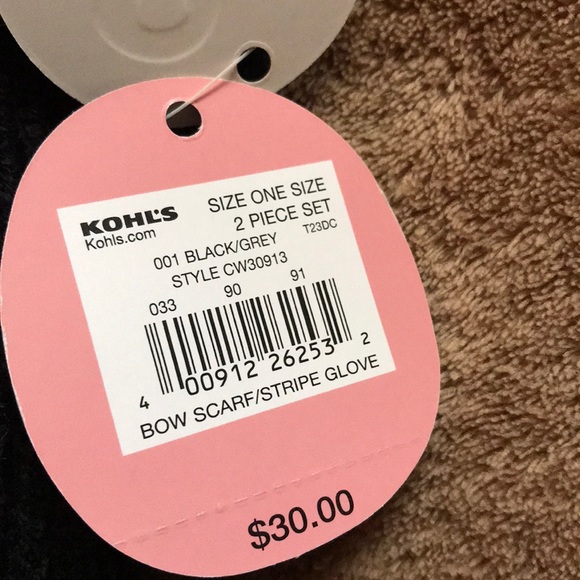 KOHL'S
Kohls.com
SIZE ONE SIZE
2 PIECE SET
T23DC
001 BLACK/GREY
STYLE CW30913
033 90 91
4 00912 26253 2
BOW SCARF/STRIPE GLOVE
$30.00